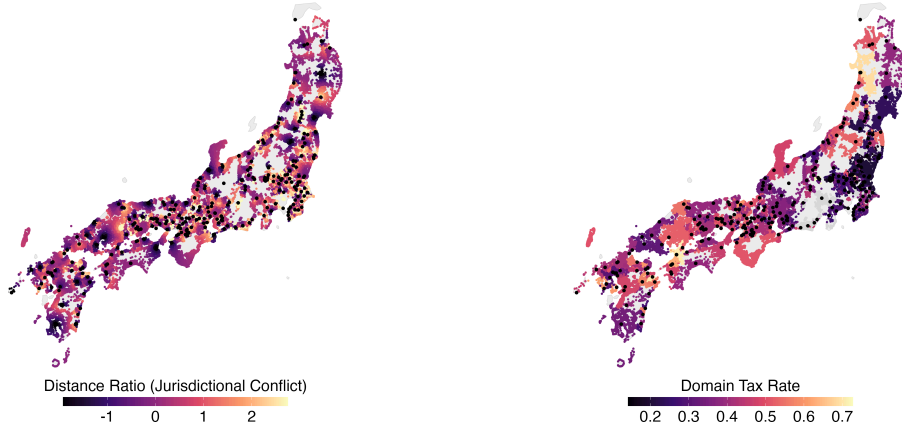 Distance Ratio (Jurisdictional Conflict)
-1 0 1 2
Domain Tax Rate
0.2 0.3 0.4 0.5 0.6 0.7